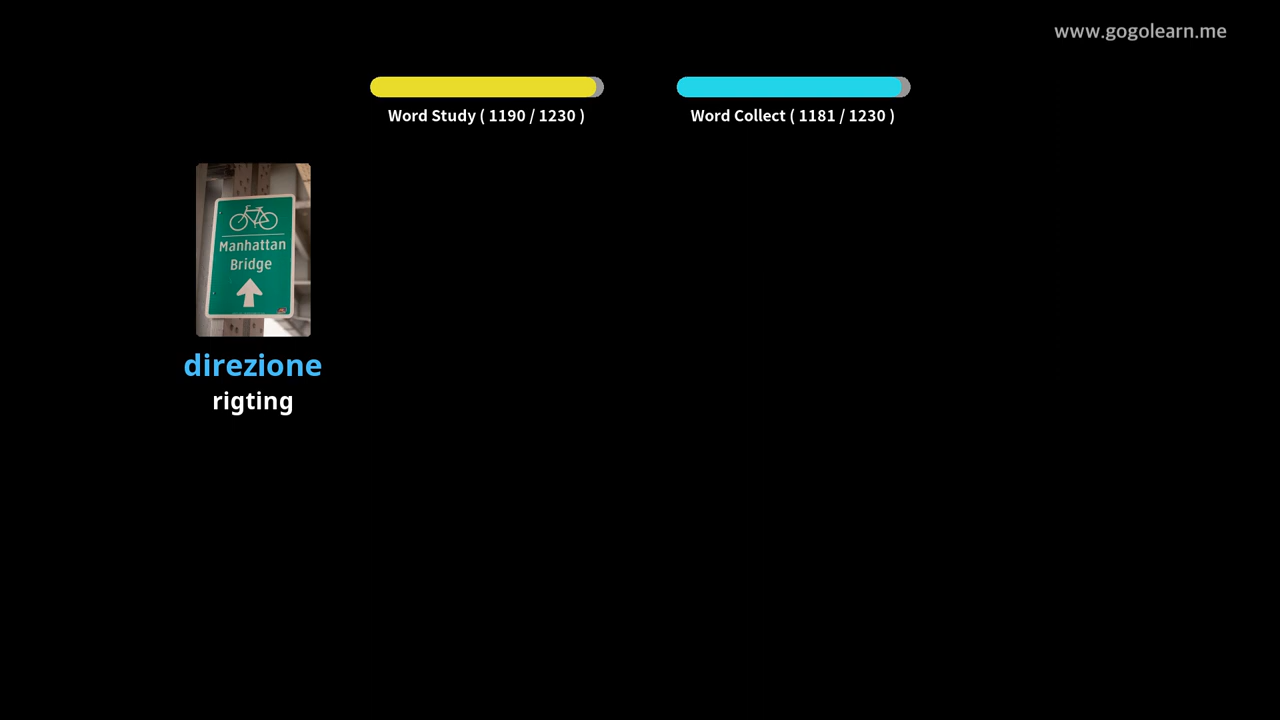 www.gogolearn.me
Word Study ( 1190 / 1230 )
Word Collect ( 1181 / 1230 )
Manhattan
Bridge
direzione
rigting